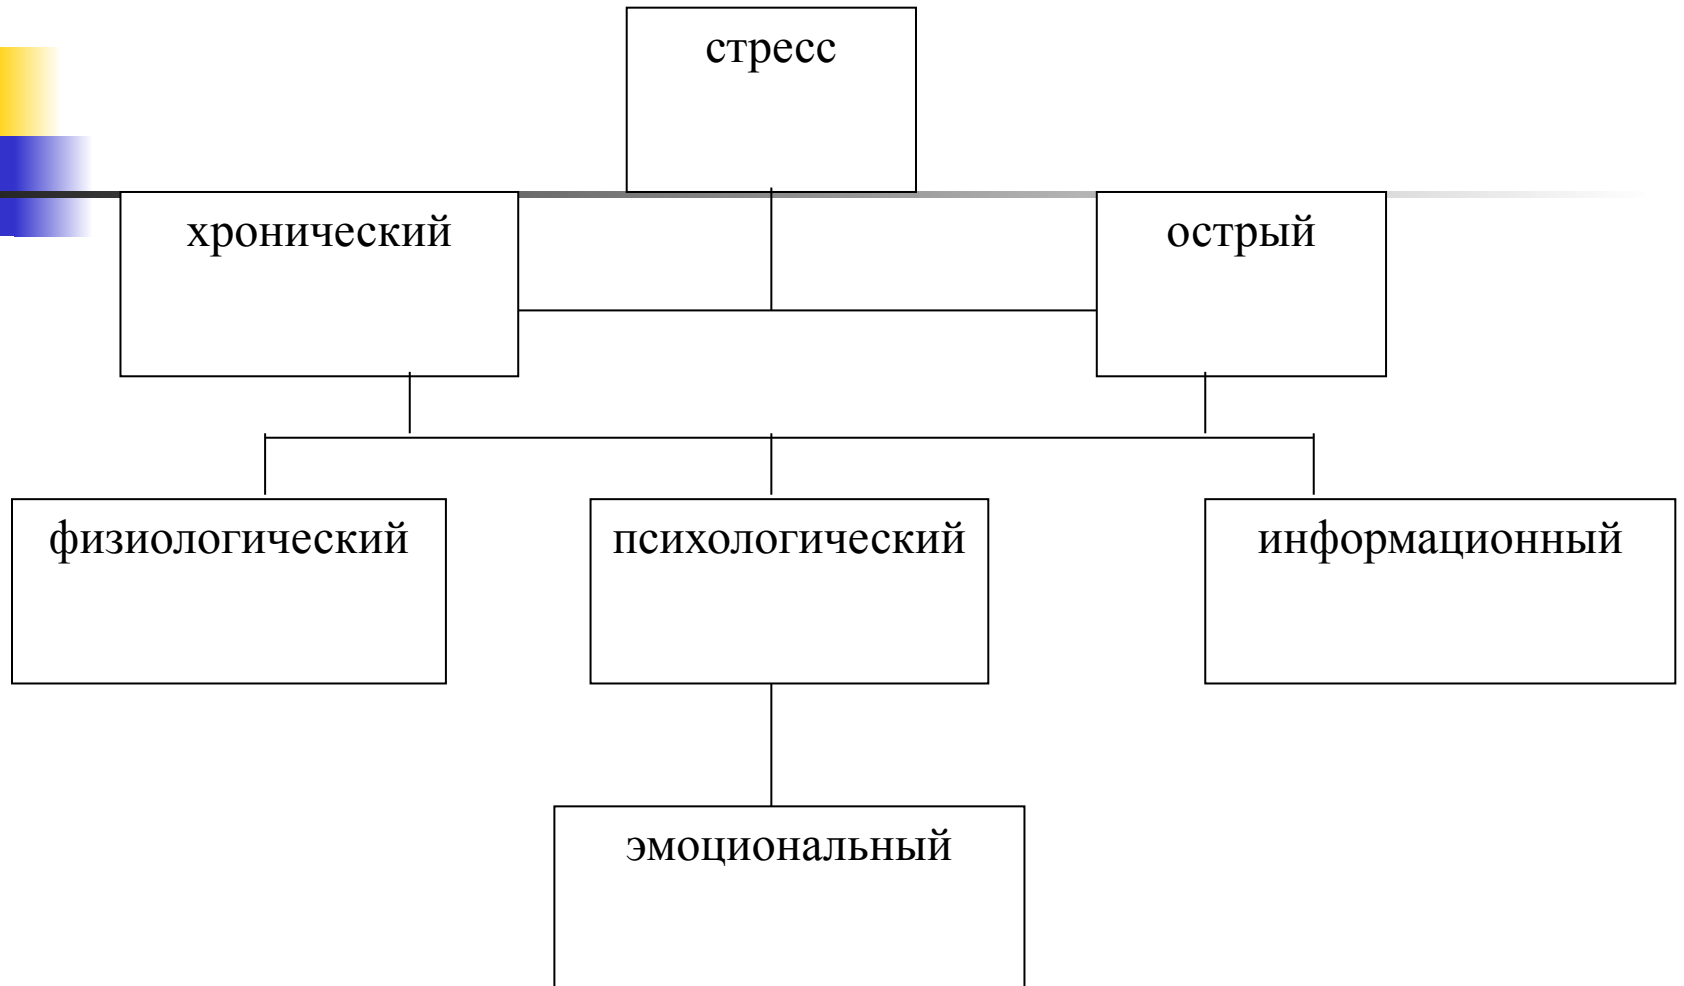 стресс
хронический
острый
физиологический
психологический
информационный
эмоциональный